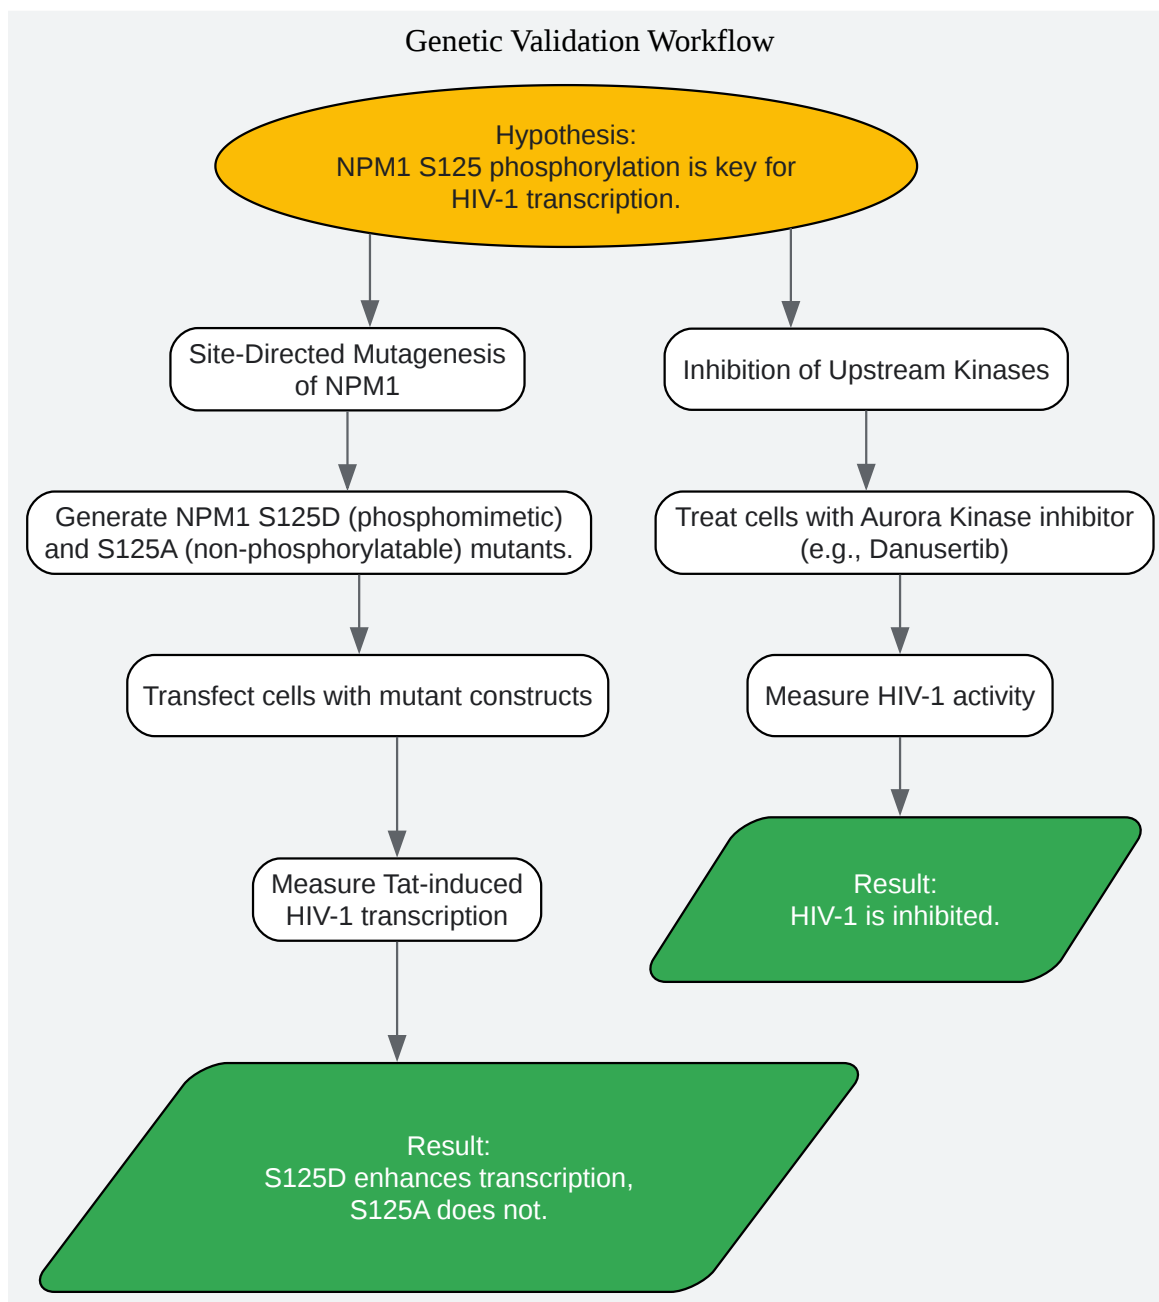 Genetic Validation Workflow
Hypothesis:
NPM1 S125 phosphorylation is key for
HIV-1 transcription.
Site-Directed Mutagenesis
of NPM1
Inhibition of Upstream Kinases
Generate NPM1 S125D (phosphomimetic)
and S125A (non-phosphorylatable) mutants.
Treat cells with Aurora Kinase inhibitor
(e.g., Danusertib)
Transfect cells with mutant constructs
Measure HIV-1 activity
Measure Tat-induced
HIV-1 transcription
Result:
HIV-1 is inhibited.
Result:
S125D enhances transcription,
S125A does not.